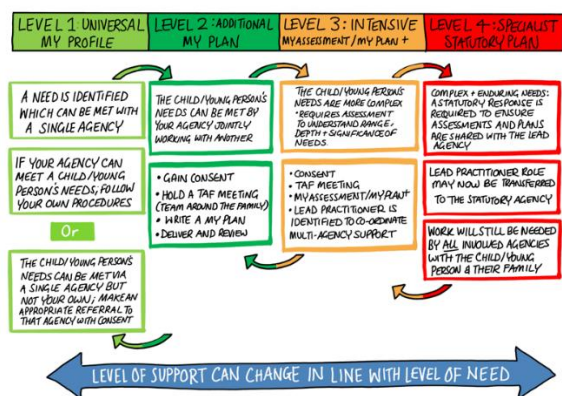 LEVEL 1: UNIVERSAL
MY PROFILE
LEVEL 2: ADDITIONAL
MY PLAN
LEVEL 3: INTENSIVE
MYASSESSMENT/MY PLAN +
LEVEL 4: SPECIALIST
STATUTORY PLAN
A NEED IS IDENTIFIED
WHICH CAN BE MET WITH
A SINGLE AGENCY
IF YOUR AGENCY CAN
MEET A CHILD/YOUNG
PERSON'S NEEDS, FOLLOW
YOUR OWN PROCEDURES
Or
THE CHILD/YOUNG PERSON'S
NEEDS CAN BE MET VIA
A SINGLE AGENCY BUT
NOT YOUR OWN; MAKE AN
APPROPRIATE REFERRAL TO
THAT AGENCY WITH CONSENT
THE CHILD/YOUNG PERSON'S
NEEDS CAN BE MET BY
YOUR AGENCY JOINTLY
WORKING WITH ANOTHER
• GAIN CONSENT
• HOLD A TAF MEETING
(TEAM AROUND THE FAMILY)
• WRITE A MY PLAN
• DELIVER AND REVIEW
THE CHILD/YOUNG PERSON'S
NEEDS ARE MORE COMPLEX
• REQUIRES ASSESSMENT
TO UNDERSTAND RANGE,
DEPTH + SIGNIFICANCE OF
NEEDS
• CONSENT
• TAF MEETING
• MYASSESSMENT/MYPLAN+
• LEAD PRACTITIONER IS
IDENTIFIED TO CO-ORDINATE
MULTI-AGENCY SUPPORT
COMPLEX + ENDURING NEEDS:
A STATUTORY RESPONSE IS
REQUIRED TO ENSURE
ASSESSMENTS AND PLANS
ARE SHARED WITH THE LEAD
AGENCY
LEAD PRACTITIONER ROLE
MAY NOW BE TRANSFERRED
TO THE STATUTORY AGENCY
WORK WILL STILL BE NEEDED
BY ALL INVOLVED AGENCIES
WITH THE CHILD/YOUNG
PERSON & THEIR FAMILY
LEVEL OF SUPPORT CAN CHANGE IN LINE WITH LEVEL OF NEED